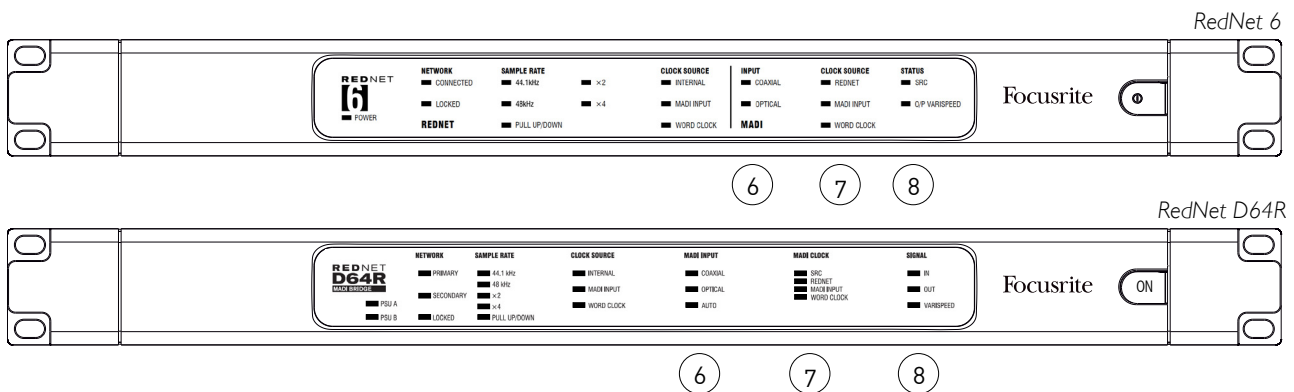 RedNet 6
REDNET
6
POWER
NETWORK
CONNECTED
LOCKED
REDNET
SAMPLE RATE
44.1kHz
48kHz
PULL UP/DOWN
×2
×4
CLOCK SOURCE
INTERNAL
MADI INPUT
WORD CLOCK
INPUT
COAXIAL
OPTICAL
MADI
CLOCK SOURCE
REDNET
MADI INPUT
WORD CLOCK
STATUS
SRC
O/P VARISPEED
Focusrite
6
7
8
RedNet D64R
REDNET
D64R
MADI BRIDGE
PSU A
PSU B
NETWORK
PRIMARY
SECONDARY
LOCKED
SAMPLE RATE
44.1 kHz
48 kHz
×2
×4
PULL UP/DOWN
CLOCK SOURCE
INTERNAL
MADI INPUT
WORD CLOCK
MADI INPUT
COAXIAL
OPTICAL
AUTO
MADI CLOCK
SRC
REDNET
MADI INPUT
WORD CLOCK
SIGNAL
IN
OUT
VARISPEED
Focusrite
ON
6
7
8